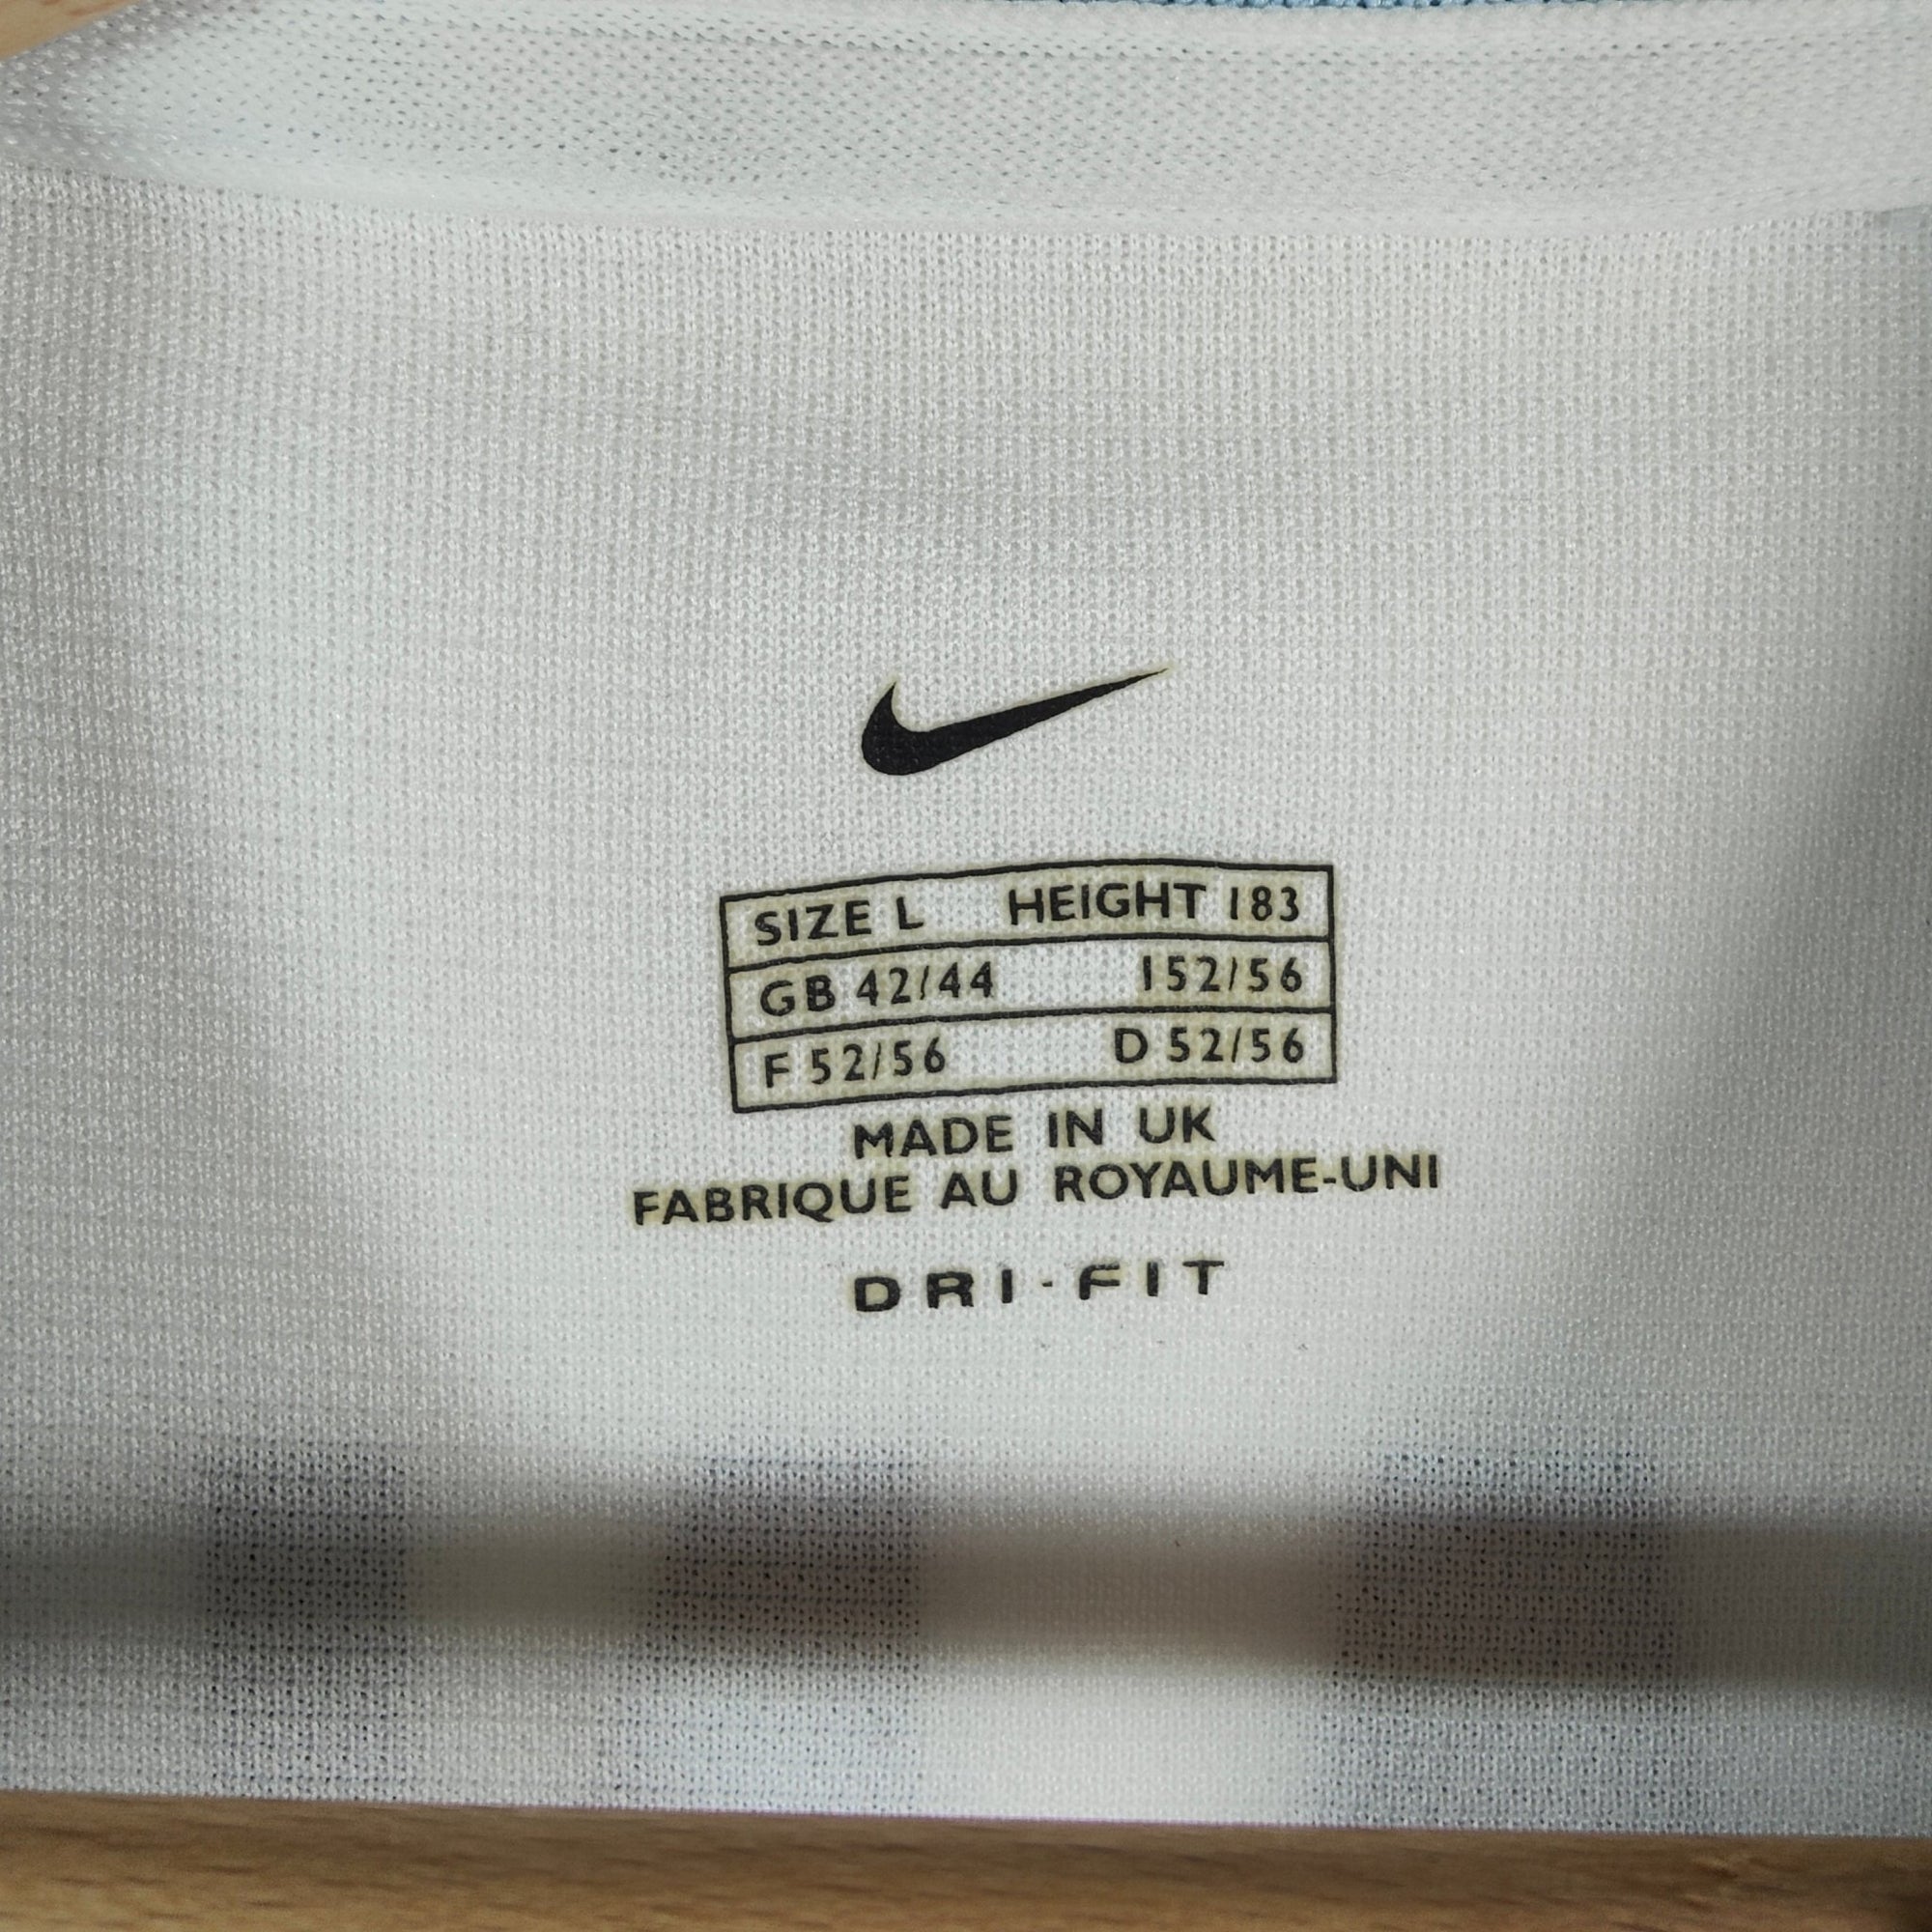 SIZE L HEIGHT 183
GB 42/44 I 52/56
F 52/56 D 52/56
MADE IN UK
FABRIQUE AU ROYAUME-UNI
DRI-FIT